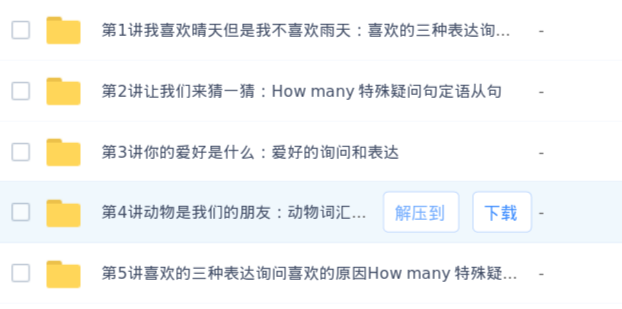 第1讲我喜欢晴天但是我不喜欢雨天：喜欢的三种表达询... -
第2讲让我们来猜一猜：How many 特殊疑问句定语从句 -
第3讲你的爱好是什么：爱好的询问和表达 -
第4讲动物是我们的朋友：动物词汇... 解压到 下载 -
第5讲喜欢的三种表达询问喜欢的原因How many 特殊疑... -